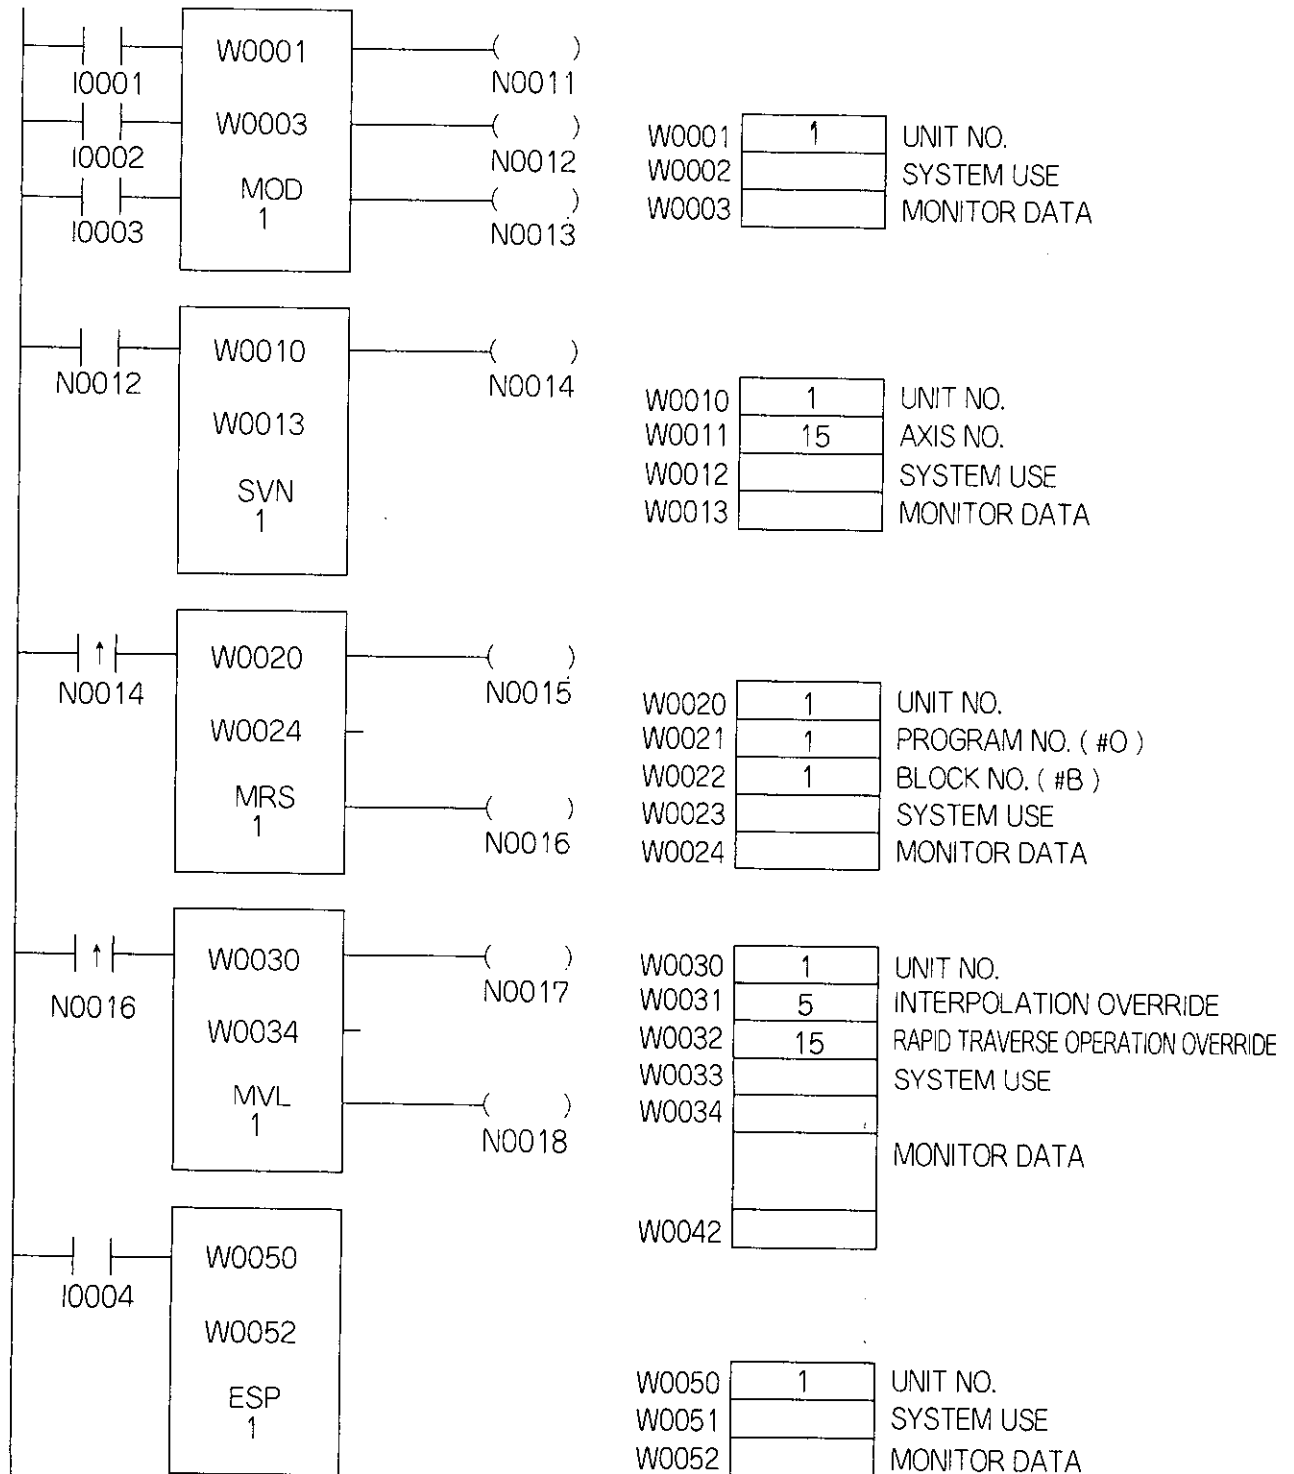 W0001
I0001
N0011
W0003
I0002
N0012
MOD
1
I0003
N0013
W0001 1 UNIT NO.
W0002 SYSTEM USE
W0003 MONITOR DATA
W0010
N0012
N0014
W0013
SVN
1
W0010 1 UNIT NO.
W0011 15 AXIS NO.
W0012 SYSTEM USE
W0013 MONITOR DATA
↑
W0020
N0014
N0015
W0024
MRS
1
N0016
W0020 1 UNIT NO.
W0021 1 PROGRAM NO. ( #O )
W0022 1 BLOCK NO. ( #B )
W0023 SYSTEM USE
W0024 MONITOR DATA
↑
W0030
N0016
N0017
W0034
MVL
1
N0018
W0030 1 UNIT NO.
W0031 5 INTERPOLATION OVERRIDE
W0032 15 RAPID TRAVERSE OPERATION OVERRIDE
W0033 SYSTEM USE
W0034
MONITOR DATA
W0042
W0050
I0004
W0052
ESP
1
W0050 1 UNIT NO.
W0051 SYSTEM USE
W0052 MONITOR DATA